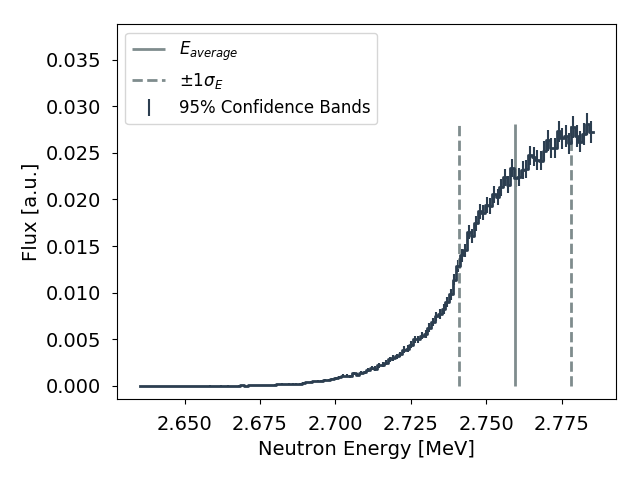 E_average
±1σ_E
95% Confidence Bands
0.035
0.030
0.025
0.020
0.015
0.010
0.005
0.000
Flux [a.u.]
2.650 2.675 2.700 2.725 2.750 2.775
Neutron Energy [MeV]